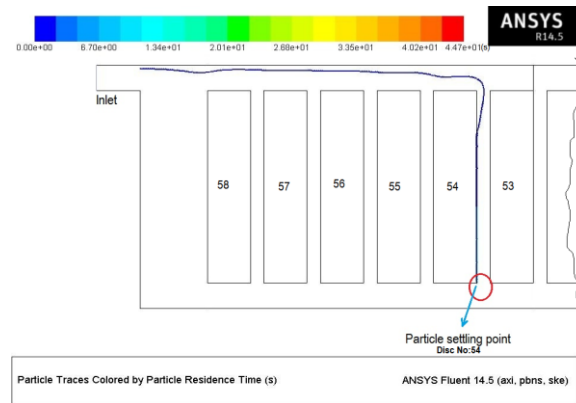 ANSYS
R14.5
0.00e+00 6.70e+00 1.34e+01 2.01e+01 2.68e+01 3.35e+01 4.02e+01 4.47e+01(s)
Inlet
58 57 56 55 54 53
Particle settling point
Disc No:54
Particle Traces Colored by Particle Residence Time (s) ANSYS Fluent 14.5 (axi, pbns, ske)